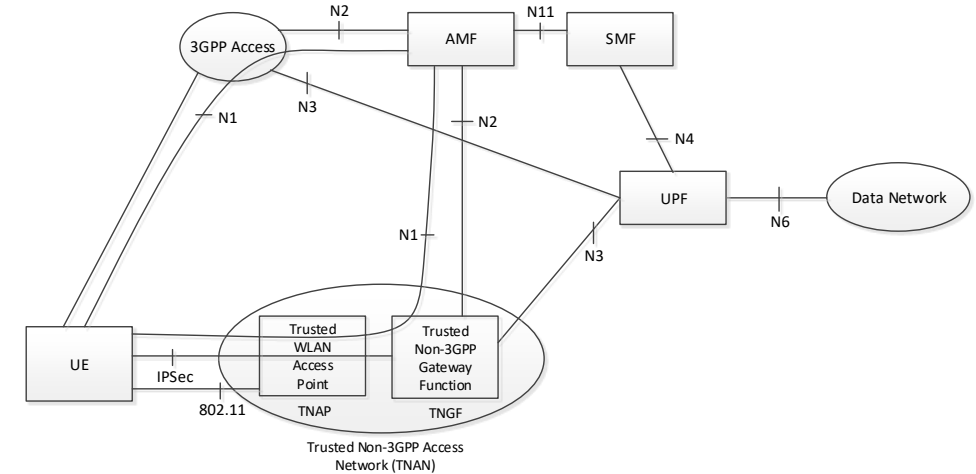 N2
N11
3GPP Access
AMF
SMF
N3
N1
N2
N4
UPF
Data Network
N6
N1
N3
Trusted
WLAN
Access
Point
Trusted
Non-3GPP
Gateway
Function
UE
IPSec
802.11
TNAP
TNGF
Trusted Non-3GPP Access
Network (TNAN)